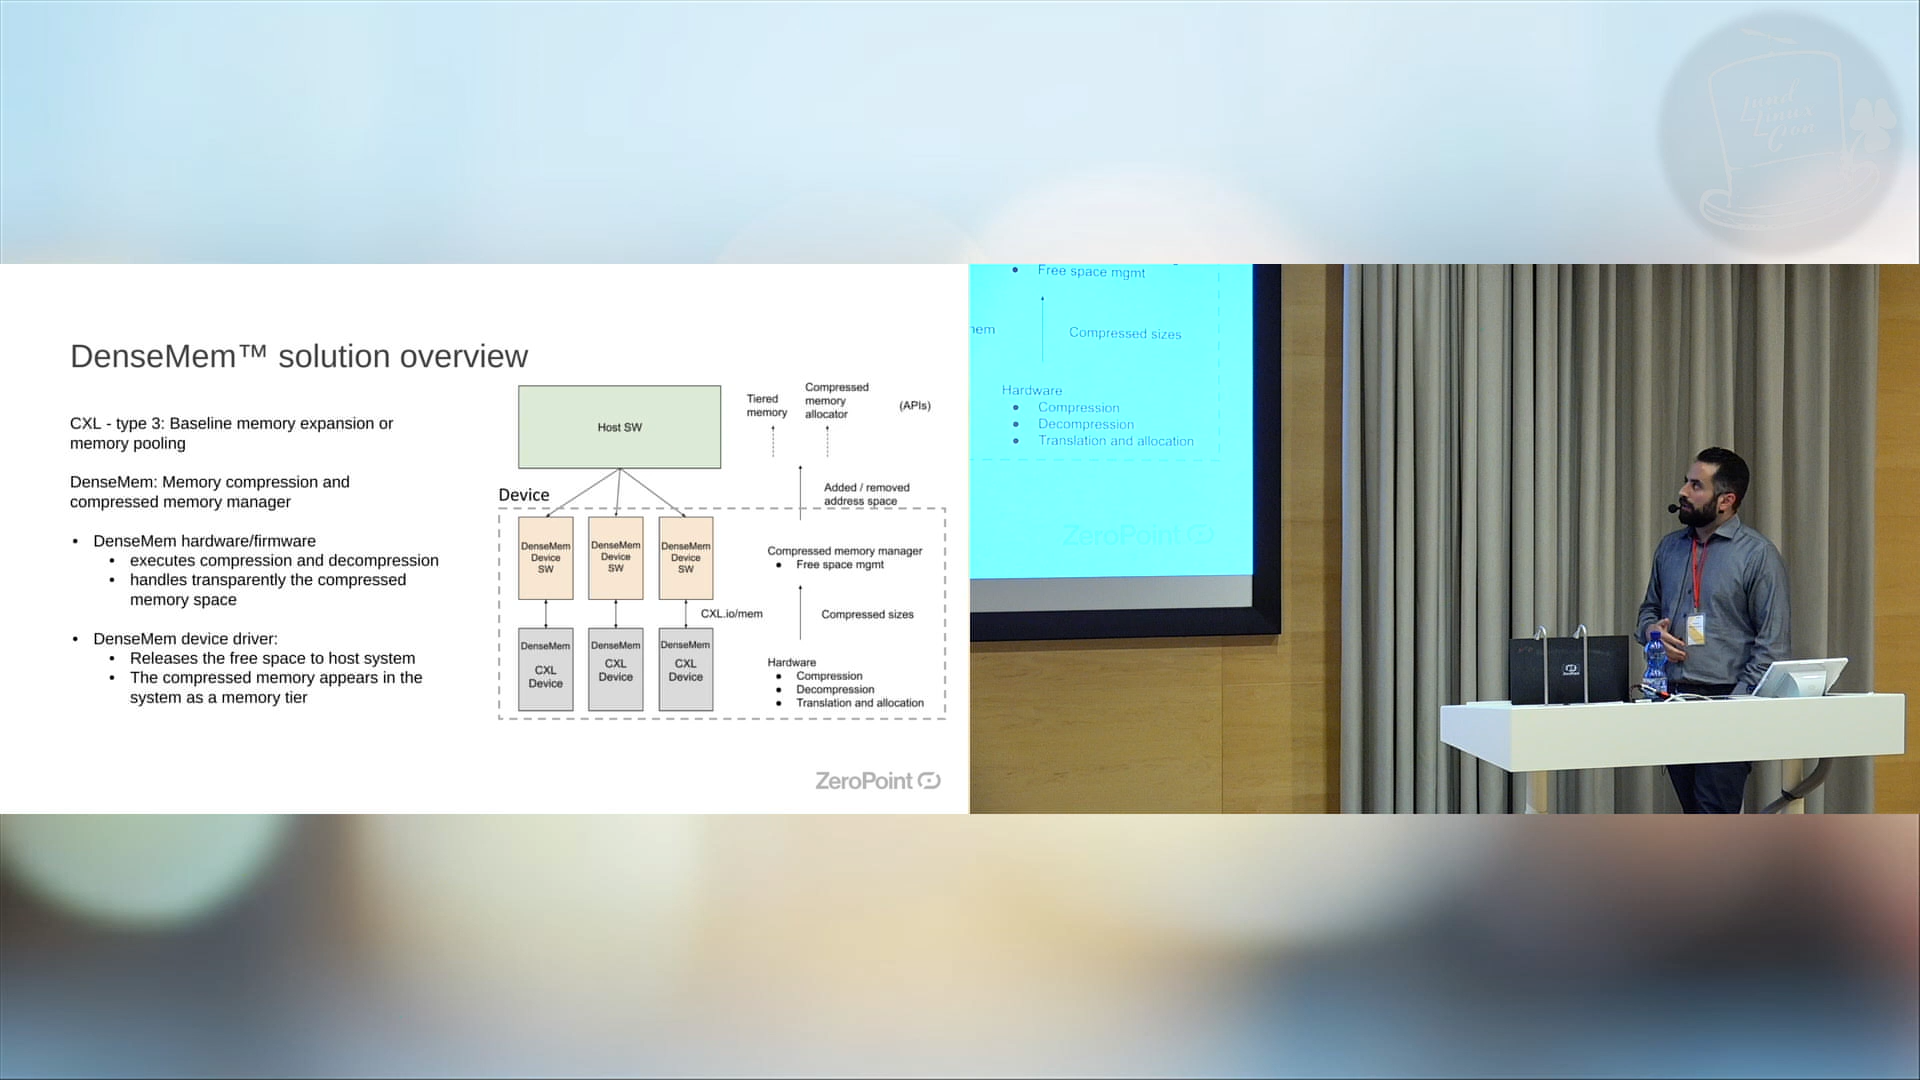 Lund
Linux
Con
DenseMem™ solution overview
CXL - type 3: Baseline memory expansion or
memory pooling
DenseMem: Memory compression and
compressed memory manager
• DenseMem hardware/firmware
• executes compression and decompression
• handles transparently the compressed
memory space
• DenseMem device driver:
• Releases the free space to host system
• The compressed memory appears in the
system as a memory tier
Host SW
Tiered
memory
Compressed
memory
allocator
(APIs)
Added / removed
address space
Device
DenseMem
Device
SW
DenseMem
Device
SW
DenseMem
Device
SW
Compressed memory manager
● Free space mgmt
CXL.io/mem
Compressed sizes
DenseMem
CXL
Device
DenseMem
CXL
Device
DenseMem
CXL
Device
Hardware
● Compression
● Decompression
● Translation and allocation
ZeroPoint
● Free space mgmt
Compressed sizes
Hardware
● Compression
● Decompression
● Translation and allocation
ZeroPoint
ZeroPoint